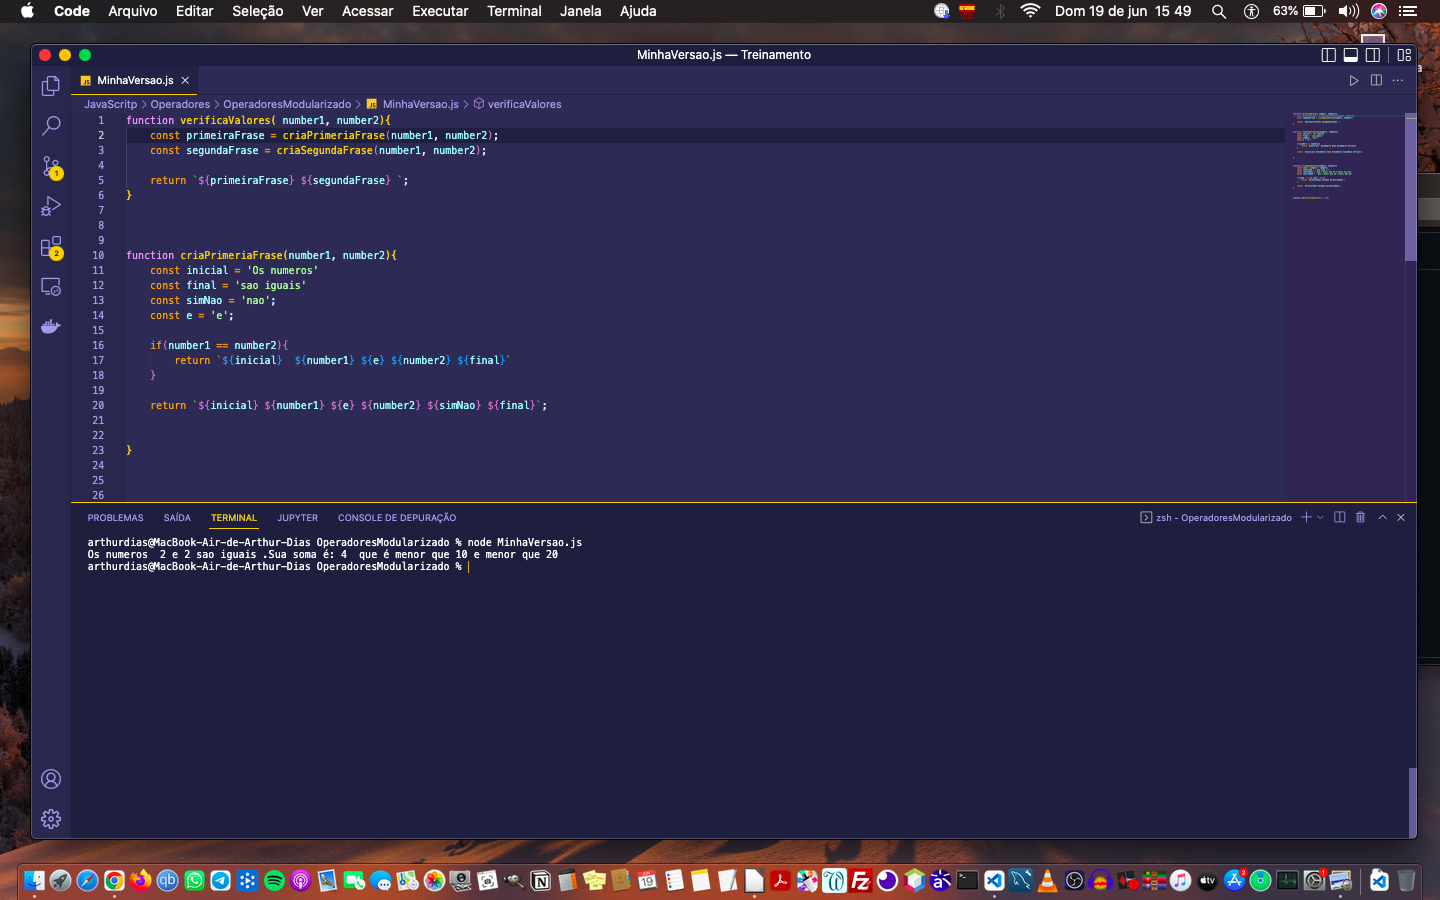 Code Arquivo Editar Seleção Ver Acessar Executar Terminal Janela Ajuda 63% Dom 19 de jun 15 49
MinhaVersao.js — Treinamento
MinhaVersao.js
JavaScritp > Operadores > OperadoresModularizado > MinhaVersao.js > verificaValores
1 function verificaValores( number1, number2){
2 const primeiraFrase = criaPrimeriaFrase(number1, number2);
3 const segundaFrase = criaSegundaFrase(number1, number2);
4
5 return `${primeiraFrase} ${segundaFrase} `;
6 }
7
8
9
10 function criaPrimeriaFrase(number1, number2){
11 const inicial = 'Os numeros'
12 const final = 'sao iguais'
13 const simNao = 'nao';
14 const e = 'e';
15
16 if(number1 == number2){
17 return `${inicial}  ${number1} ${e} ${number2} ${final}`
18 }
19
20 return `${inicial} ${number1} ${e} ${number2} ${simNao} ${final}`;
21
22
23 }
24
25
26
PROBLEMAS SAÍDA TERMINAL JUPYTER CONSOLE DE DEPURAÇÃO zsh - OperadoresModularizado
arthurdias@MacBook-Air-de-Arthur-Dias OperadoresModularizado % node MinhaVersao.js
Os numeros  2 e 2 sao iguais .Sua soma é: 4  que é menor que 10 e menor que 20
arthurdias@MacBook-Air-de-Arthur-Dias OperadoresModularizado %